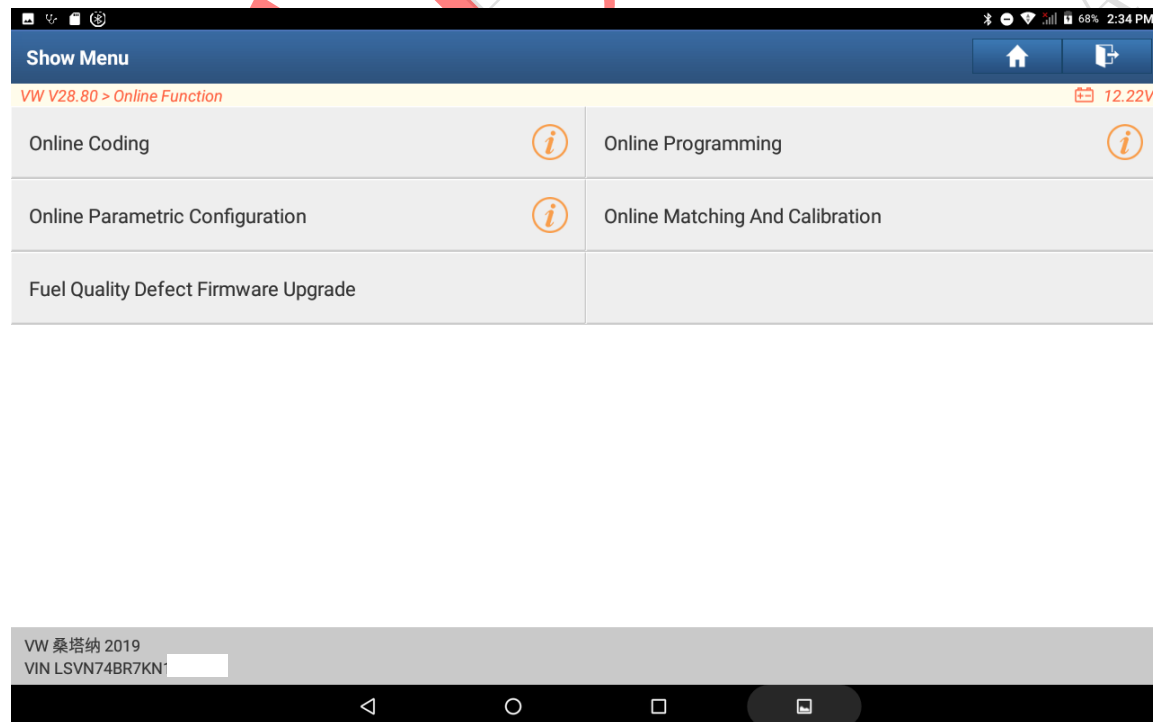 68% 2:34 PM
Show Menu
VW V28.80 > Online Function
12.22V
Online Coding
Online Programming
Online Parametric Configuration
Online Matching And Calibration
Fuel Quality Defect Firmware Upgrade
VW 桑塔纳 2019
VIN LSVN74BR7KN1